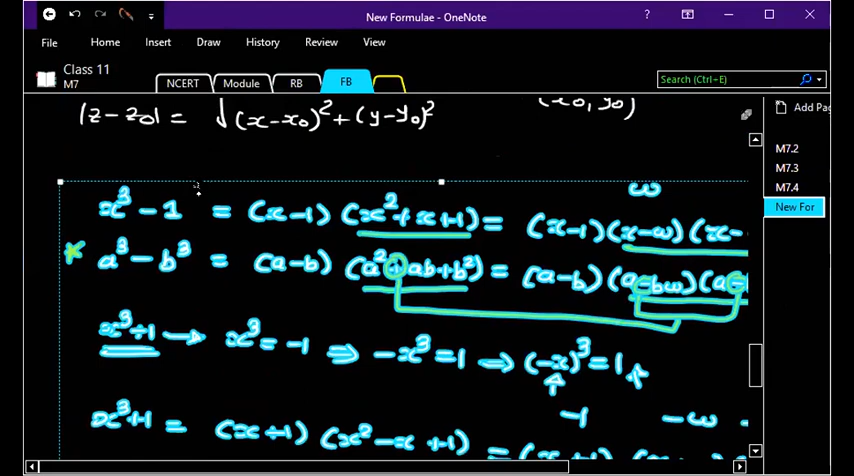 New Formulae - OneNote
File Home Insert Draw History Review View
Class 11
M7
NCERT Module RB FB
Search (Ctrl+E)
Add Pag
M7.2
M7.3
M7.4
New For
|z - z0| = √(x-x₀)²+(y-y₀)² (x₀, y₀)
ω
x³ - 1 = (x-1) (x²+x+1) = (x-1)(x-ω)(x-
* a³ - b³ = (a-b) (a²+ab+b²) = (a-b)(a-bω)(a-
x³+1 → x³ = -1 ⇒ -x³ = 1 ⇒ (-x)³ = 1
-1 -ω
x³+1 = (x+1) (x²-x+1) =